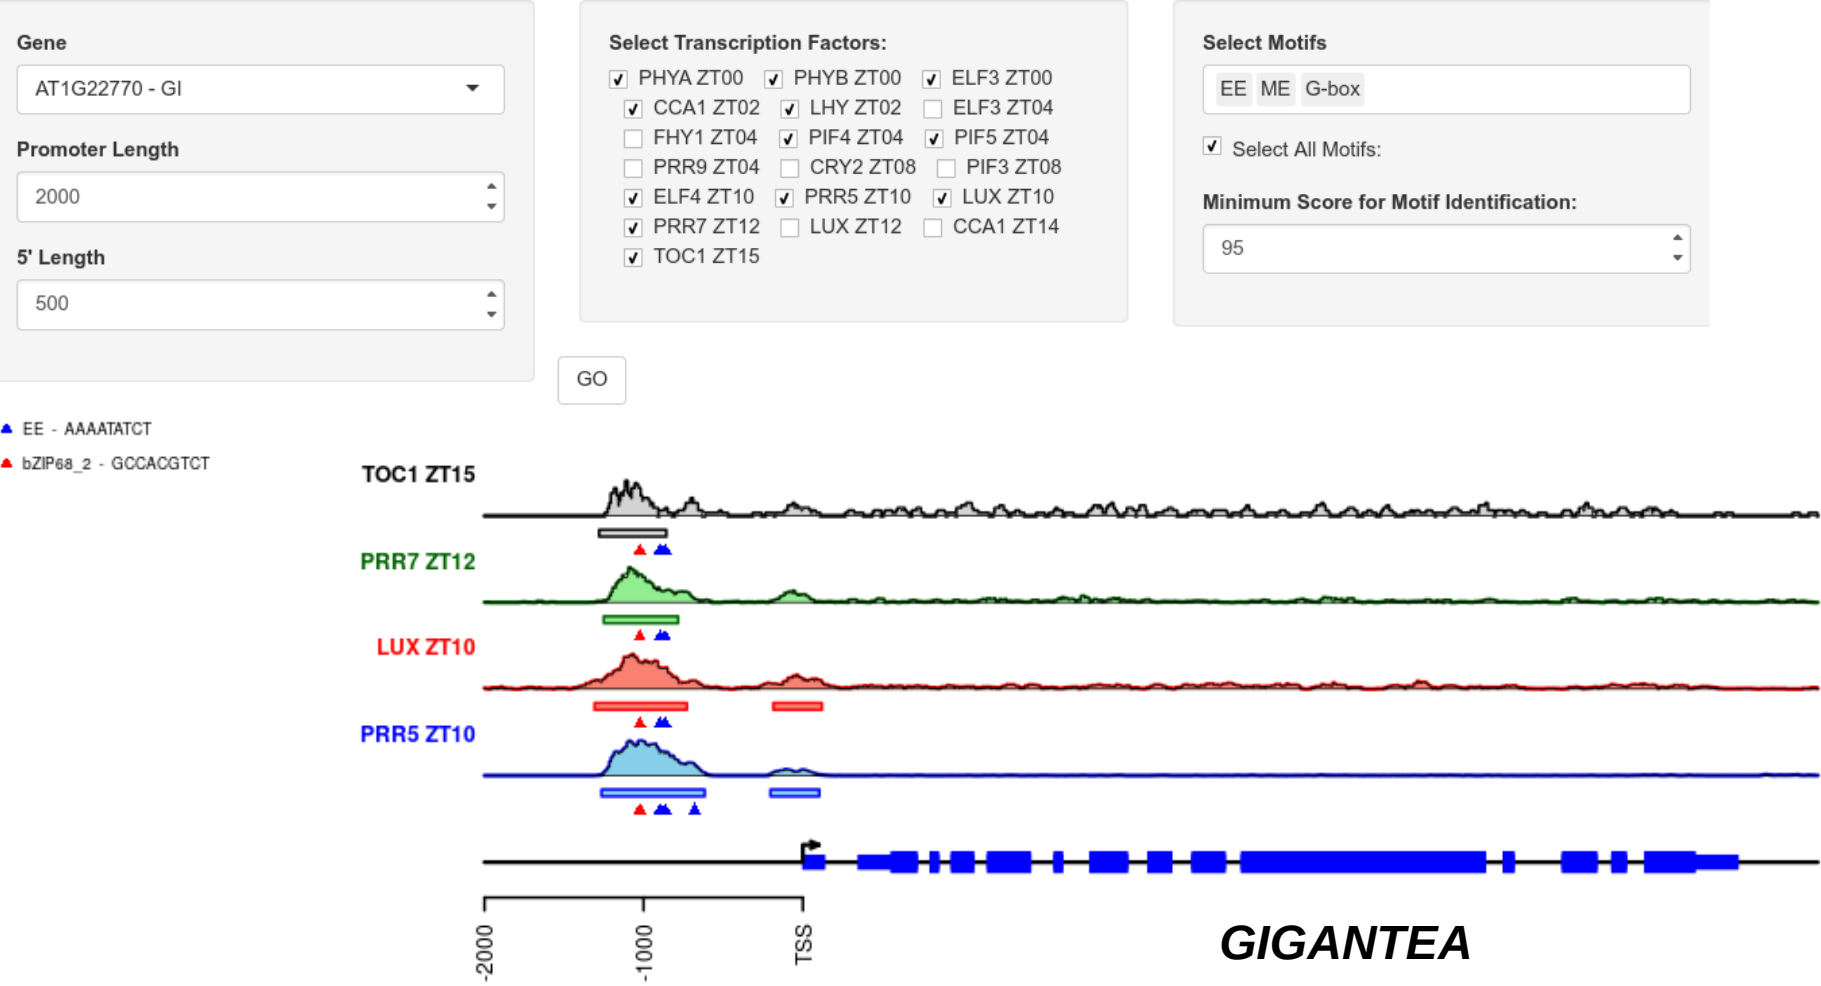 Gene
AT1G22770 - GI
Promoter Length
2000
5' Length
500
Select Transcription Factors:
PHYA ZT00 PHYB ZT00 ELF3 ZT00
CCA1 ZT02 LHY ZT02 ELF3 ZT04
FHY1 ZT04 PIF4 ZT04 PIF5 ZT04
PRR9 ZT04 CRY2 ZT08 PIF3 ZT08
ELF4 ZT10 PRR5 ZT10 LUX ZT10
PRR7 ZT12 LUX ZT12 CCA1 ZT14
TOC1 ZT15
Select Motifs
EE ME G-box
Select All Motifs:
Minimum Score for Motif Identification:
95
GO
EE - AAAATATCT
bZIP68_2 - GCCACGTCT
TOC1 ZT15
PRR7 ZT12
LUX ZT10
PRR5 ZT10
-2000
-1000
TSS
GIGANTEA